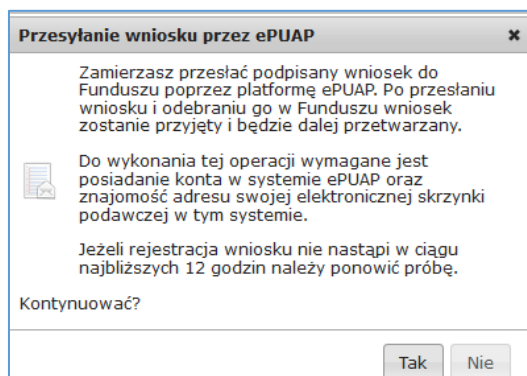 Przesyłanie wniosku przez ePUAP
Zamierzasz przesłać podpisany wniosek do
Funduszu poprzez platformę ePUAP. Po przesłaniu
wniosku i odebraniu go w Funduszu wniosek
zostanie przyjęty i będzie dalej przetwarzany.
Do wykonania tej operacji wymagane jest
posiadanie konta w systemie ePUAP oraz
znajomość adresu swojej elektronicznej skrzynki
podawczej w tym systemie.
Jeżeli rejestracja wniosku nie nastąpi w ciągu
najbliższych 12 godzin należy ponowić próbę.
Kontynuować?
Tak
Nie